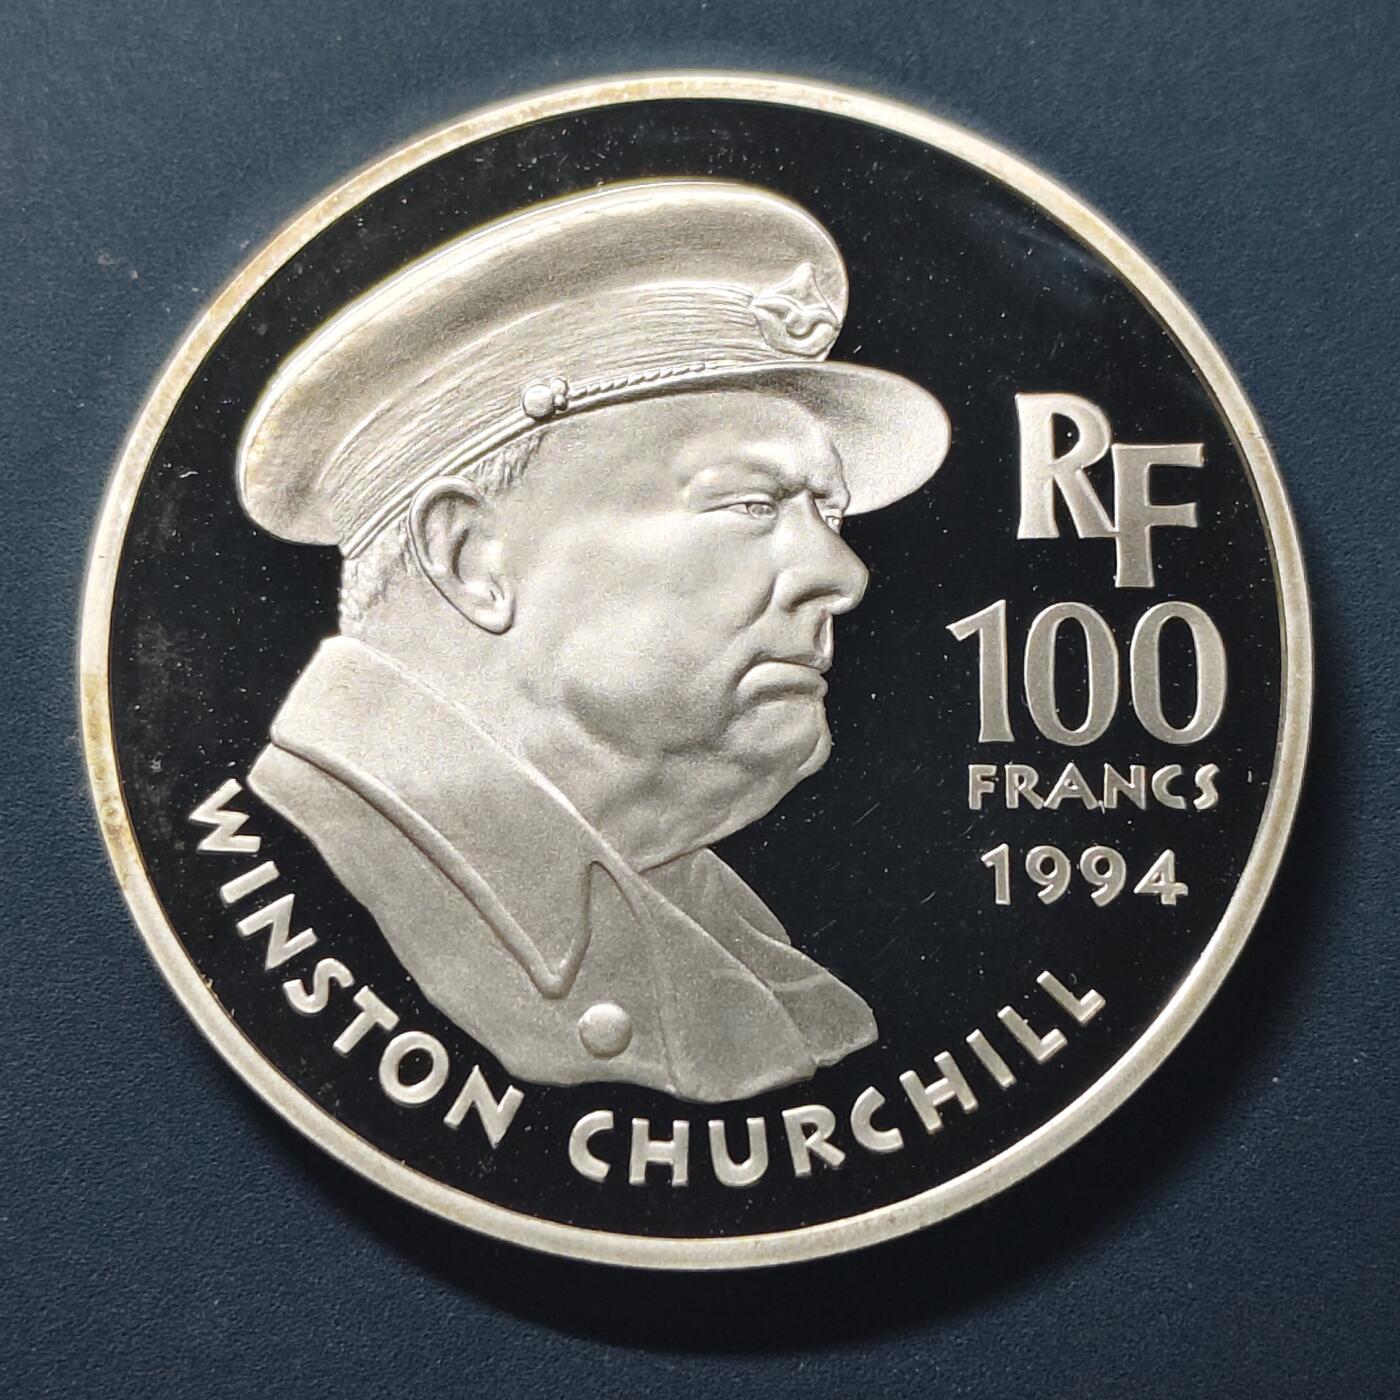 RF
100
FRANCS
1994
WINSTON CHURCHILL